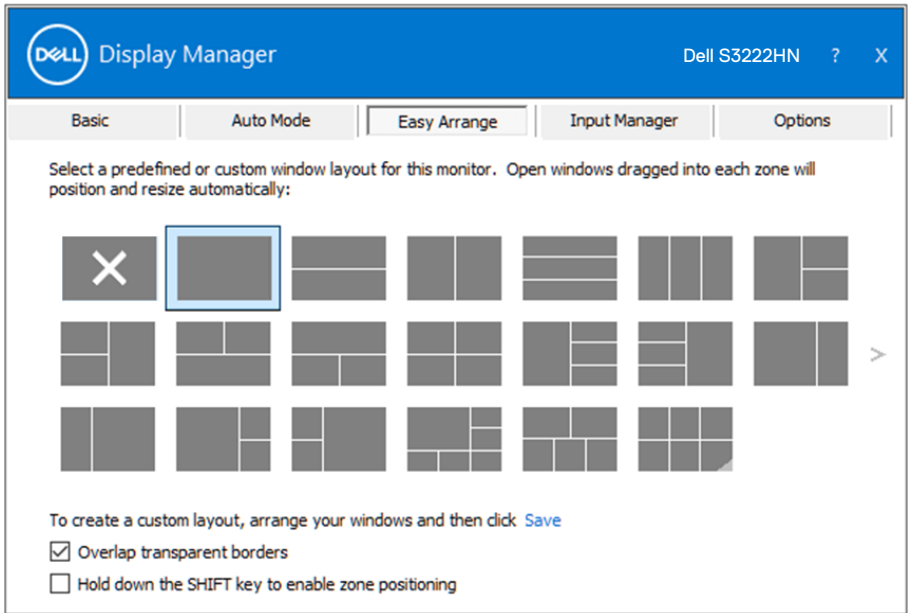 DELL Display Manager Dell S3222HN ? X
Basic Auto Mode Easy Arrange Input Manager Options
Select a predefined or custom window layout for this monitor. Open windows dragged into each zone will
position and resize automatically:
>
To create a custom layout, arrange your windows and then click Save
Overlap transparent borders
Hold down the SHIFT key to enable zone positioning